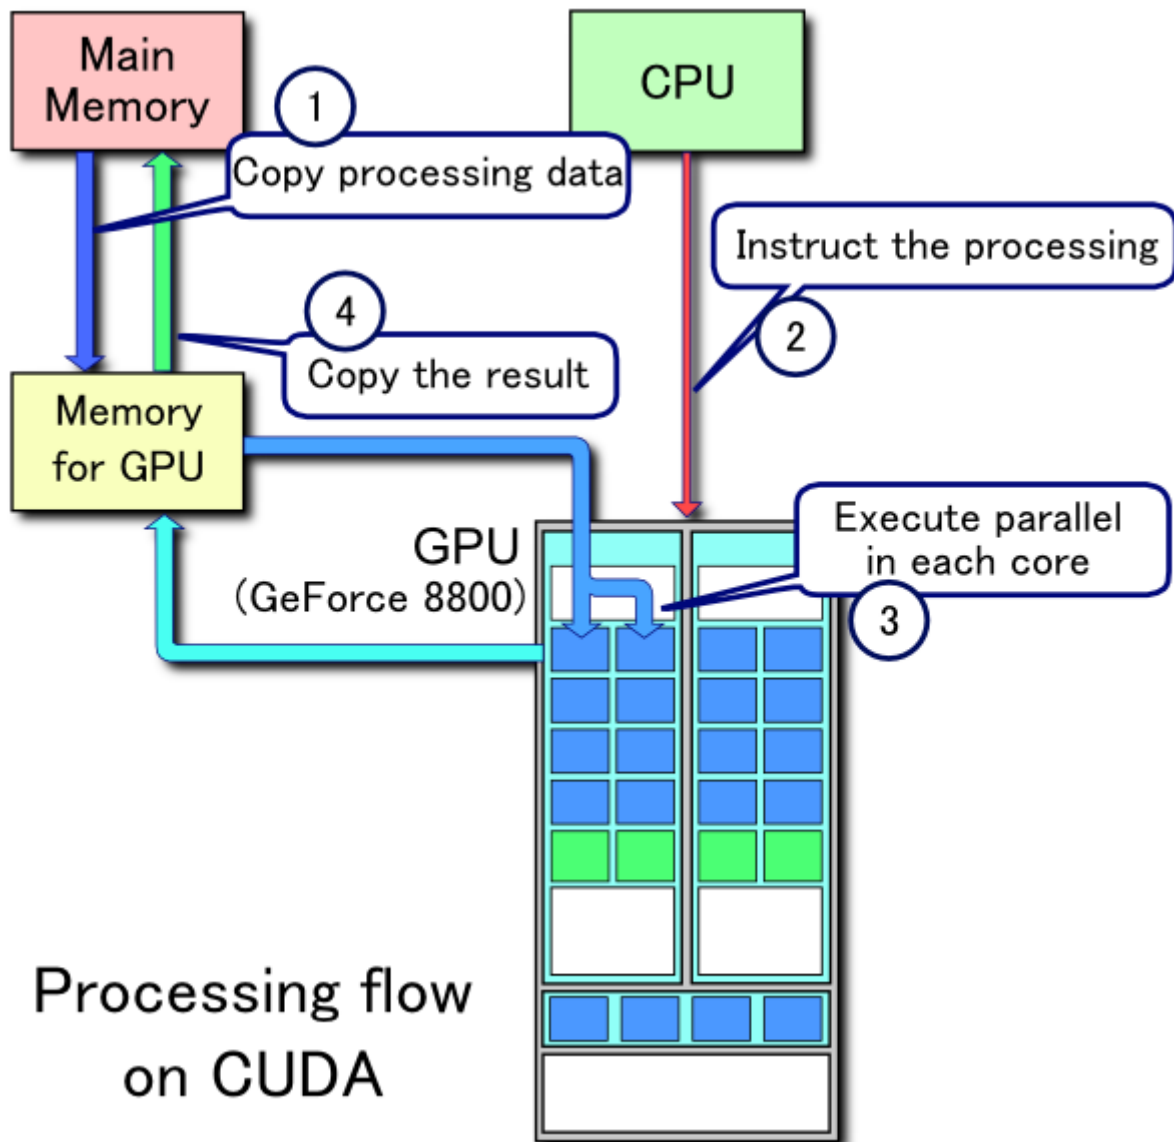 Main
Memory
CPU
1
Copy processing data
Instruct the processing
2
4
Copy the result
Memory
for GPU
Execute parallel
in each core
3
GPU
(GeForce 8800)
Processing flow
on CUDA